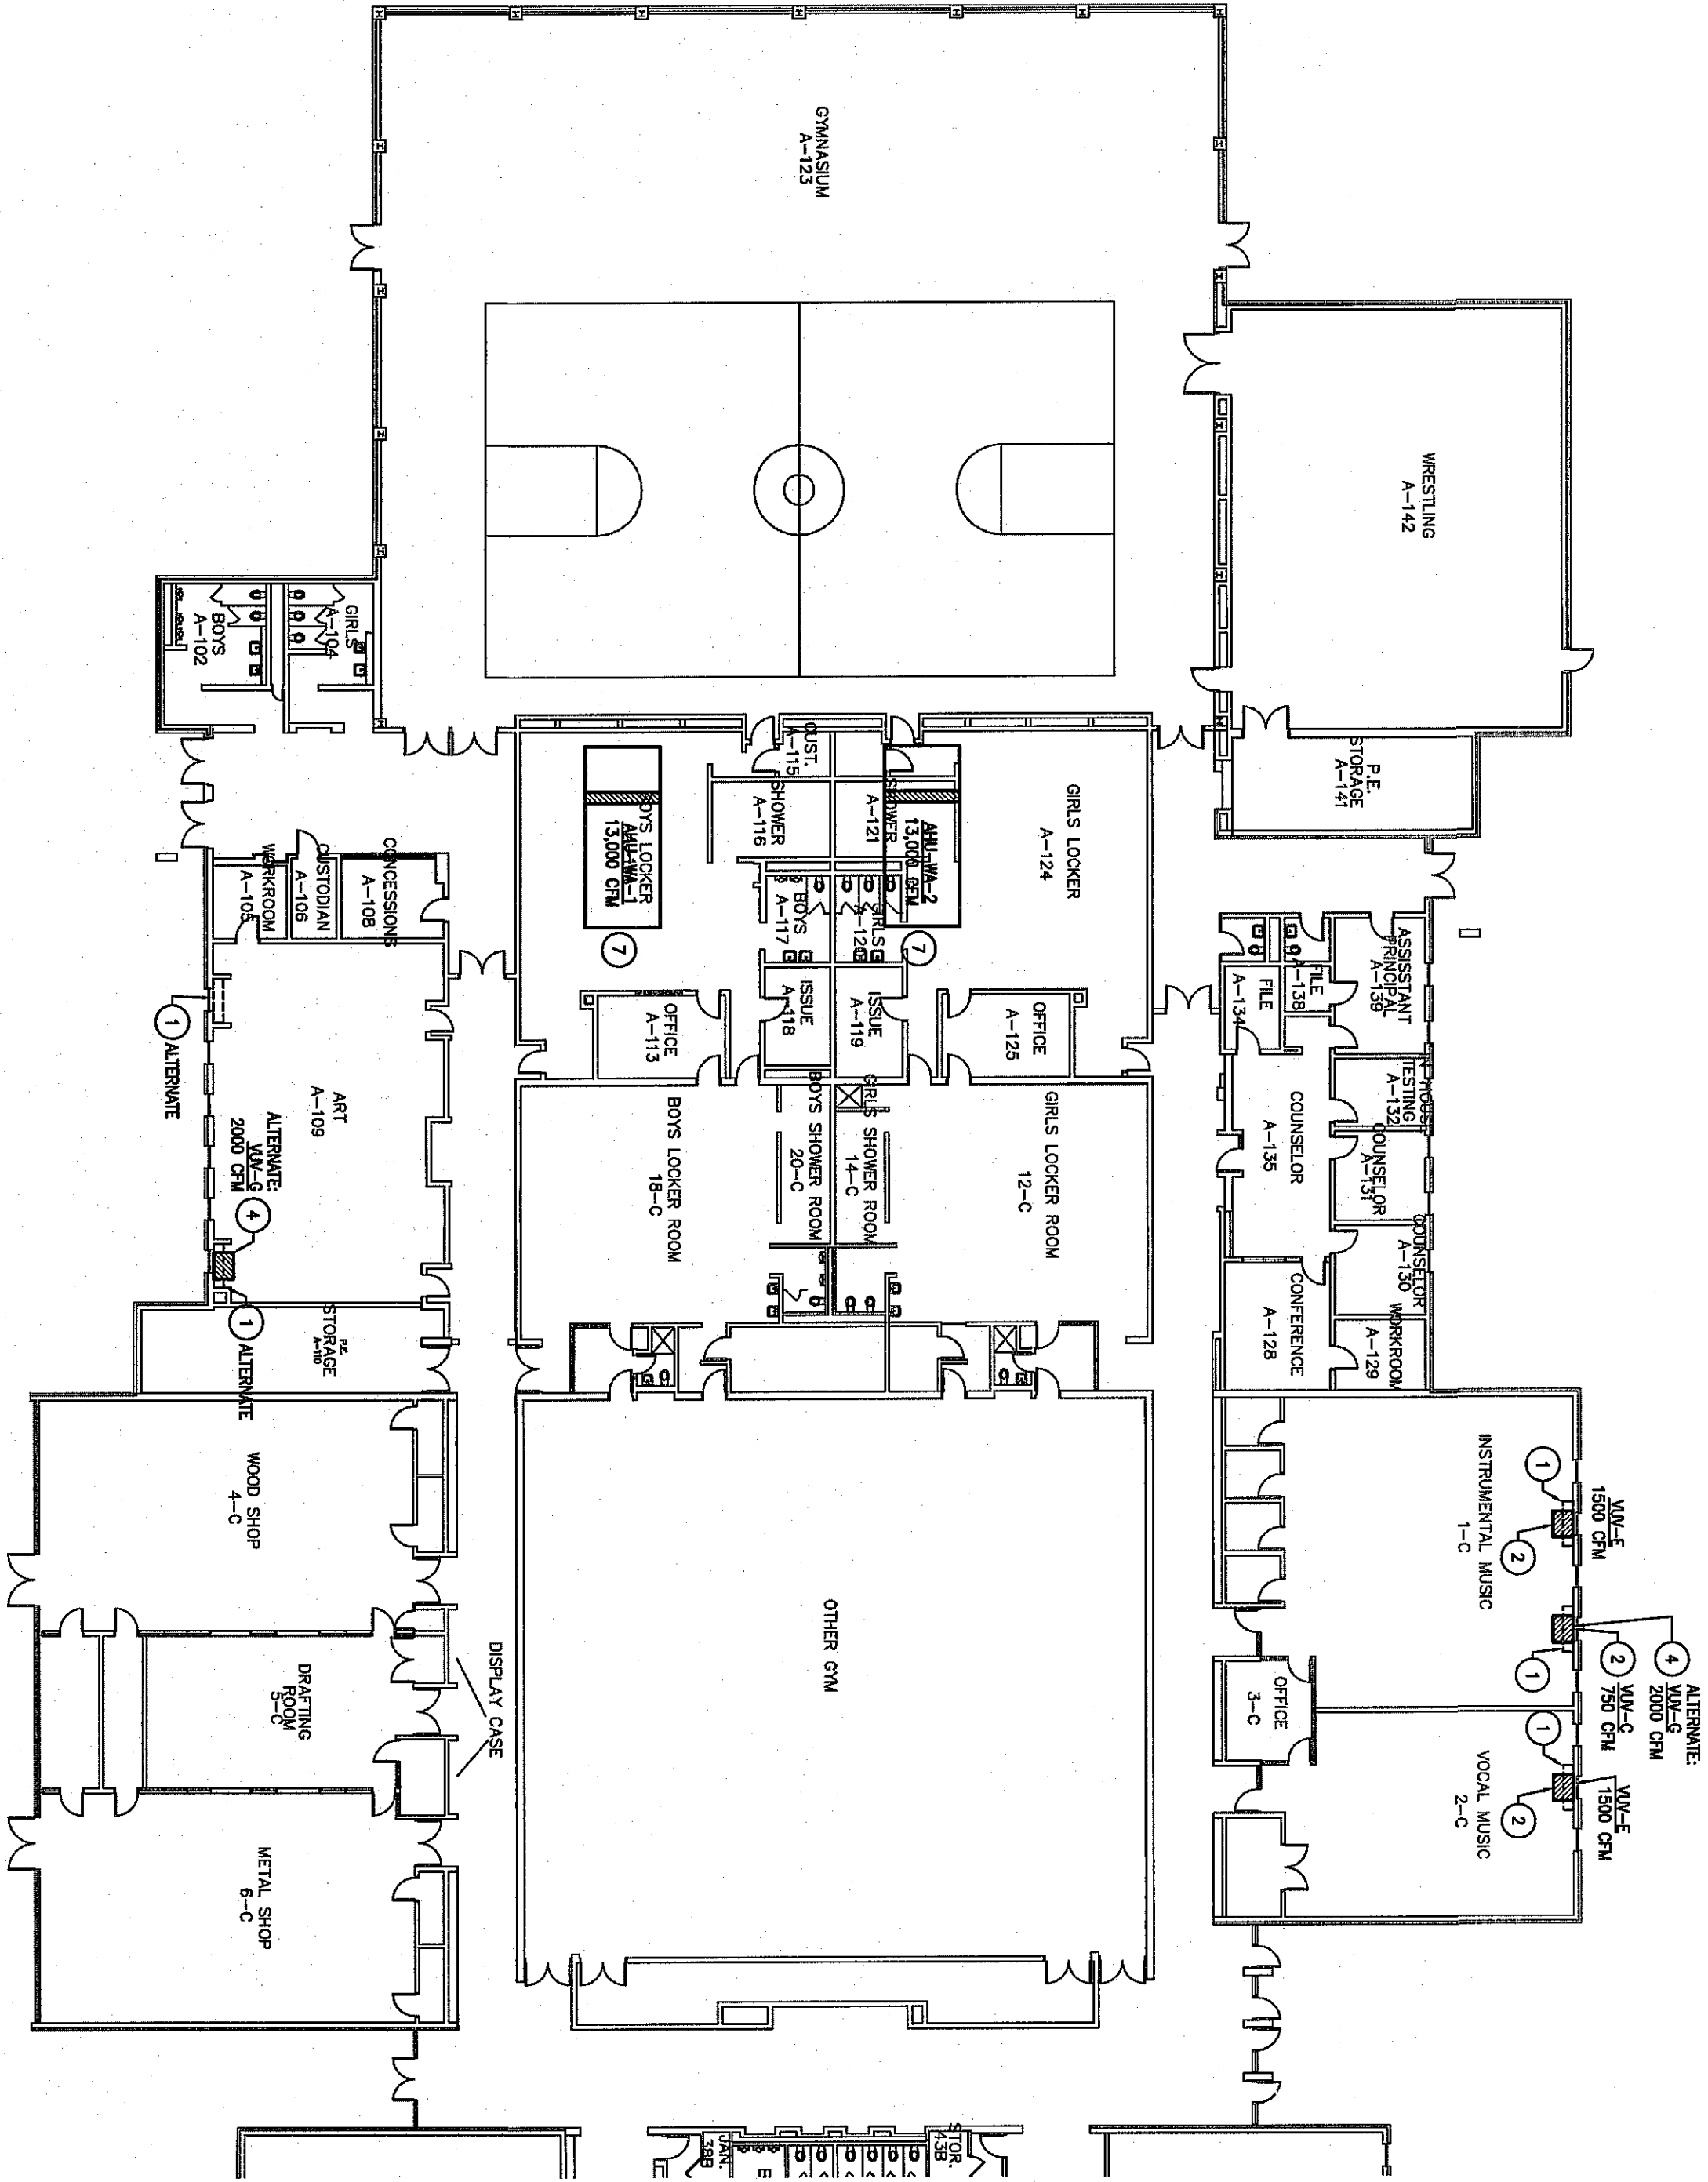 GYMNASIUM
A-123
WRESTLING
A-142
P.E.
STORAGE
A-141
GIRLS
A-104
BOYS
A-102
CUST.
A-115
SHOWER
A-116
SHOWER
A-121
BOYS LOCKER
AHU-WA-1
13,000 CFM
7
AHU-WA-2
13,000 CFM
7
GIRLS LOCKER
A-124
BOYS
A-117
GIRLS
ISSUE
A-118
ISSUE
A-119
OFFICE
A-113
OFFICE
A-125
CONCESSIONS
A-108
CUSTODIAN
A-106
WORKROOM
A-105
1 ALTERNATE
ART
A-109
ALTERNATE:
VUV-G
2000 CFM
4
1 ALTERNATE
P.E.
STORAGE
A-110
ASSISTANT
PRINCIPAL
A-139
FILE
A-138
FILE
A-134
TESTING
A-132
COUNSELOR
A-131
COUNSELOR
A-130
COUNSELOR
A-135
CONFERENCE
A-128
WORKROOM
A-129
BOYS LOCKER ROOM
18-C
BOYS SHOWER ROOM
20-C
GIRLS SHOWER ROOM
14-C
GIRLS LOCKER ROOM
12-C
WOOD SHOP
4-C
DRAFTING
ROOM
5-C
METAL SHOP
6-C
DISPLAY CASE
OTHER GYM
INSTRUMENTAL MUSIC
1-C
OFFICE
3-C
VOCAL MUSIC
2-C
VUV-E
1500 CFM
1
2
ALTERNATE:
4 VUV-G
2000 CFM
2 VUV-C
750 CFM
1
1
VUV-E
1500 CFM
2
JAN.
38B
STOR.
43B
B